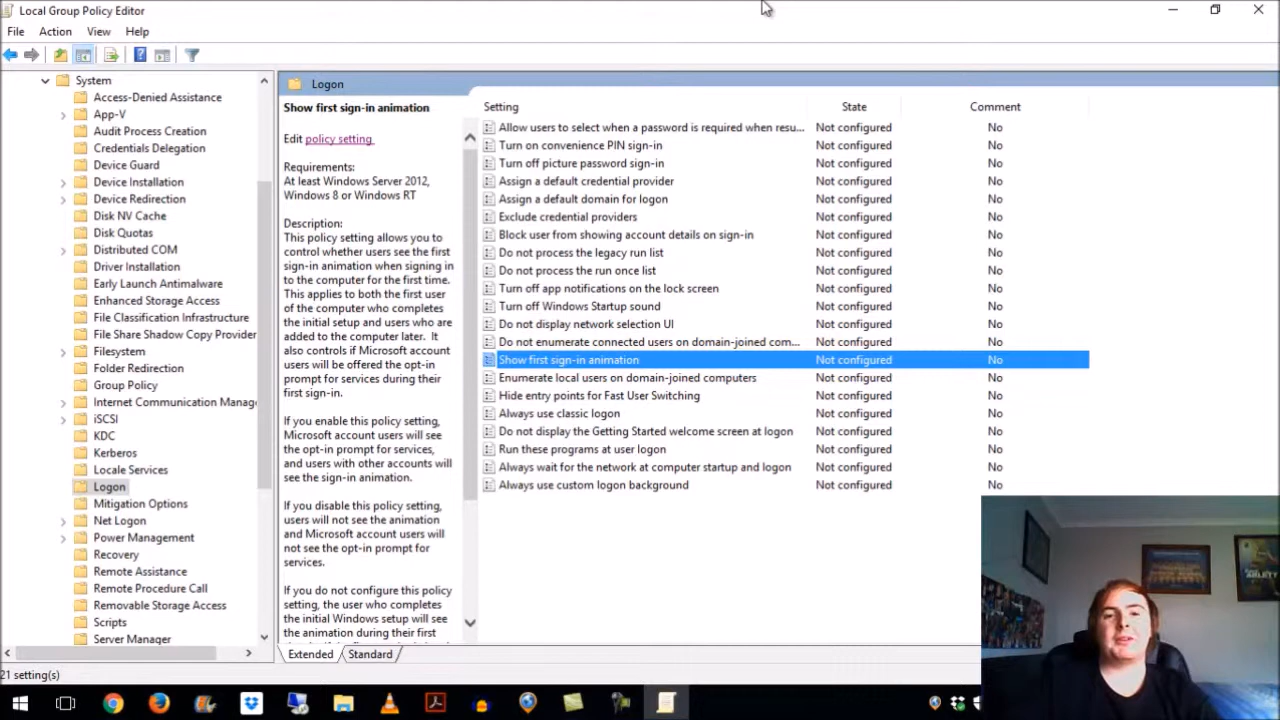 Local Group Policy Editor
File Action View Help
System
Access-Denied Assistance
App-V
Audit Process Creation
Credentials Delegation
Device Guard
Device Installation
Device Redirection
Disk NV Cache
Disk Quotas
Distributed COM
Driver Installation
Early Launch Antimalware
Enhanced Storage Access
File Classification Infrastructure
File Share Shadow Copy Provider
Filesystem
Folder Redirection
Group Policy
Internet Communication Manage
iSCSI
KDC
Kerberos
Locale Services
Logon
Mitigation Options
Net Logon
Power Management
Recovery
Remote Assistance
Remote Procedure Call
Removable Storage Access
Scripts
Server Manager
Logon
Show first sign-in animation
Edit policy setting
Requirements:
At least Windows Server 2012,
Windows 8 or Windows RT
Description:
This policy setting allows you to
control whether users see the first
sign-in animation when signing in
to the computer for the first time.
This applies to both the first user
of the computer who completes
the initial setup and users who are
added to the computer later. It
also controls if Microsoft account
users will be offered the opt-in
prompt for services during their
first sign-in.
If you enable this policy setting,
Microsoft account users will see
the opt-in prompt for services,
and users with other accounts will
see the sign-in animation.
If you disable this policy setting,
users will not see the animation
and Microsoft account users will
not see the opt-in prompt for
services.
If you do not configure this policy
setting, the user who completes
the initial Windows setup will see
the animation during their first
Setting State Comment
Allow users to select when a password is required when resu... Not configured No
Turn on convenience PIN sign-in Not configured No
Turn off picture password sign-in Not configured No
Assign a default credential provider Not configured No
Assign a default domain for logon Not configured No
Exclude credential providers Not configured No
Block user from showing account details on sign-in Not configured No
Do not process the legacy run list Not configured No
Do not process the run once list Not configured No
Turn off app notifications on the lock screen Not configured No
Turn off Windows Startup sound Not configured No
Do not display network selection UI Not configured No
Do not enumerate connected users on domain-joined com... Not configured No
Show first sign-in animation Not configured No
Enumerate local users on domain-joined computers Not configured No
Hide entry points for Fast User Switching Not configured No
Always use classic logon Not configured No
Do not display the Getting Started welcome screen at logon Not configured No
Run these programs at user logon Not configured No
Always wait for the network at computer startup and logon Not configured No
Always use custom logon background Not configured No
Extended Standard
21 setting(s)